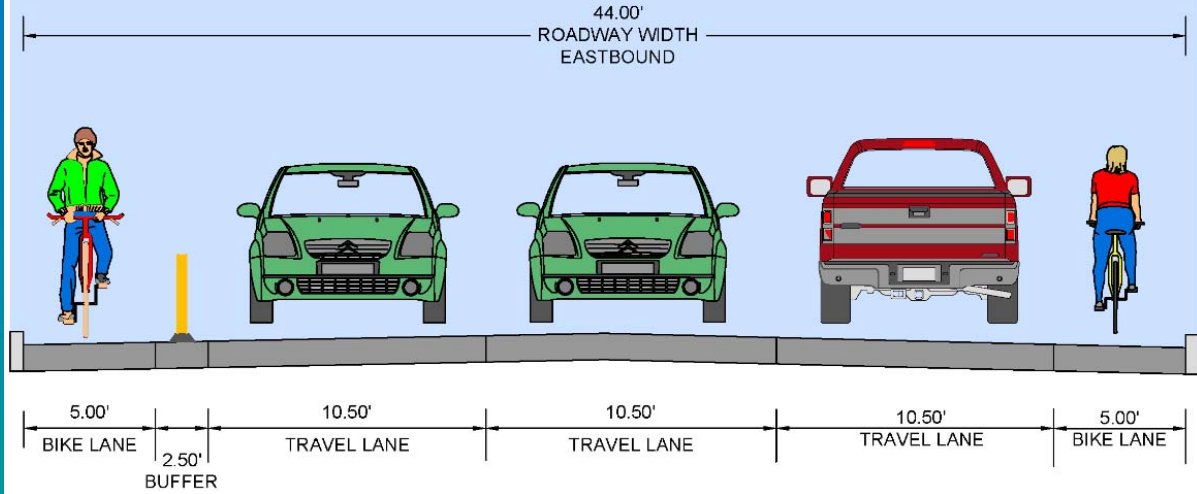 44.00'
ROADWAY WIDTH
EASTBOUND
5.00'
BIKE LANE
2.50'
BUFFER
10.50'
TRAVEL LANE
10.50'
TRAVEL LANE
10.50'
TRAVEL LANE
5.00'
BIKE LANE